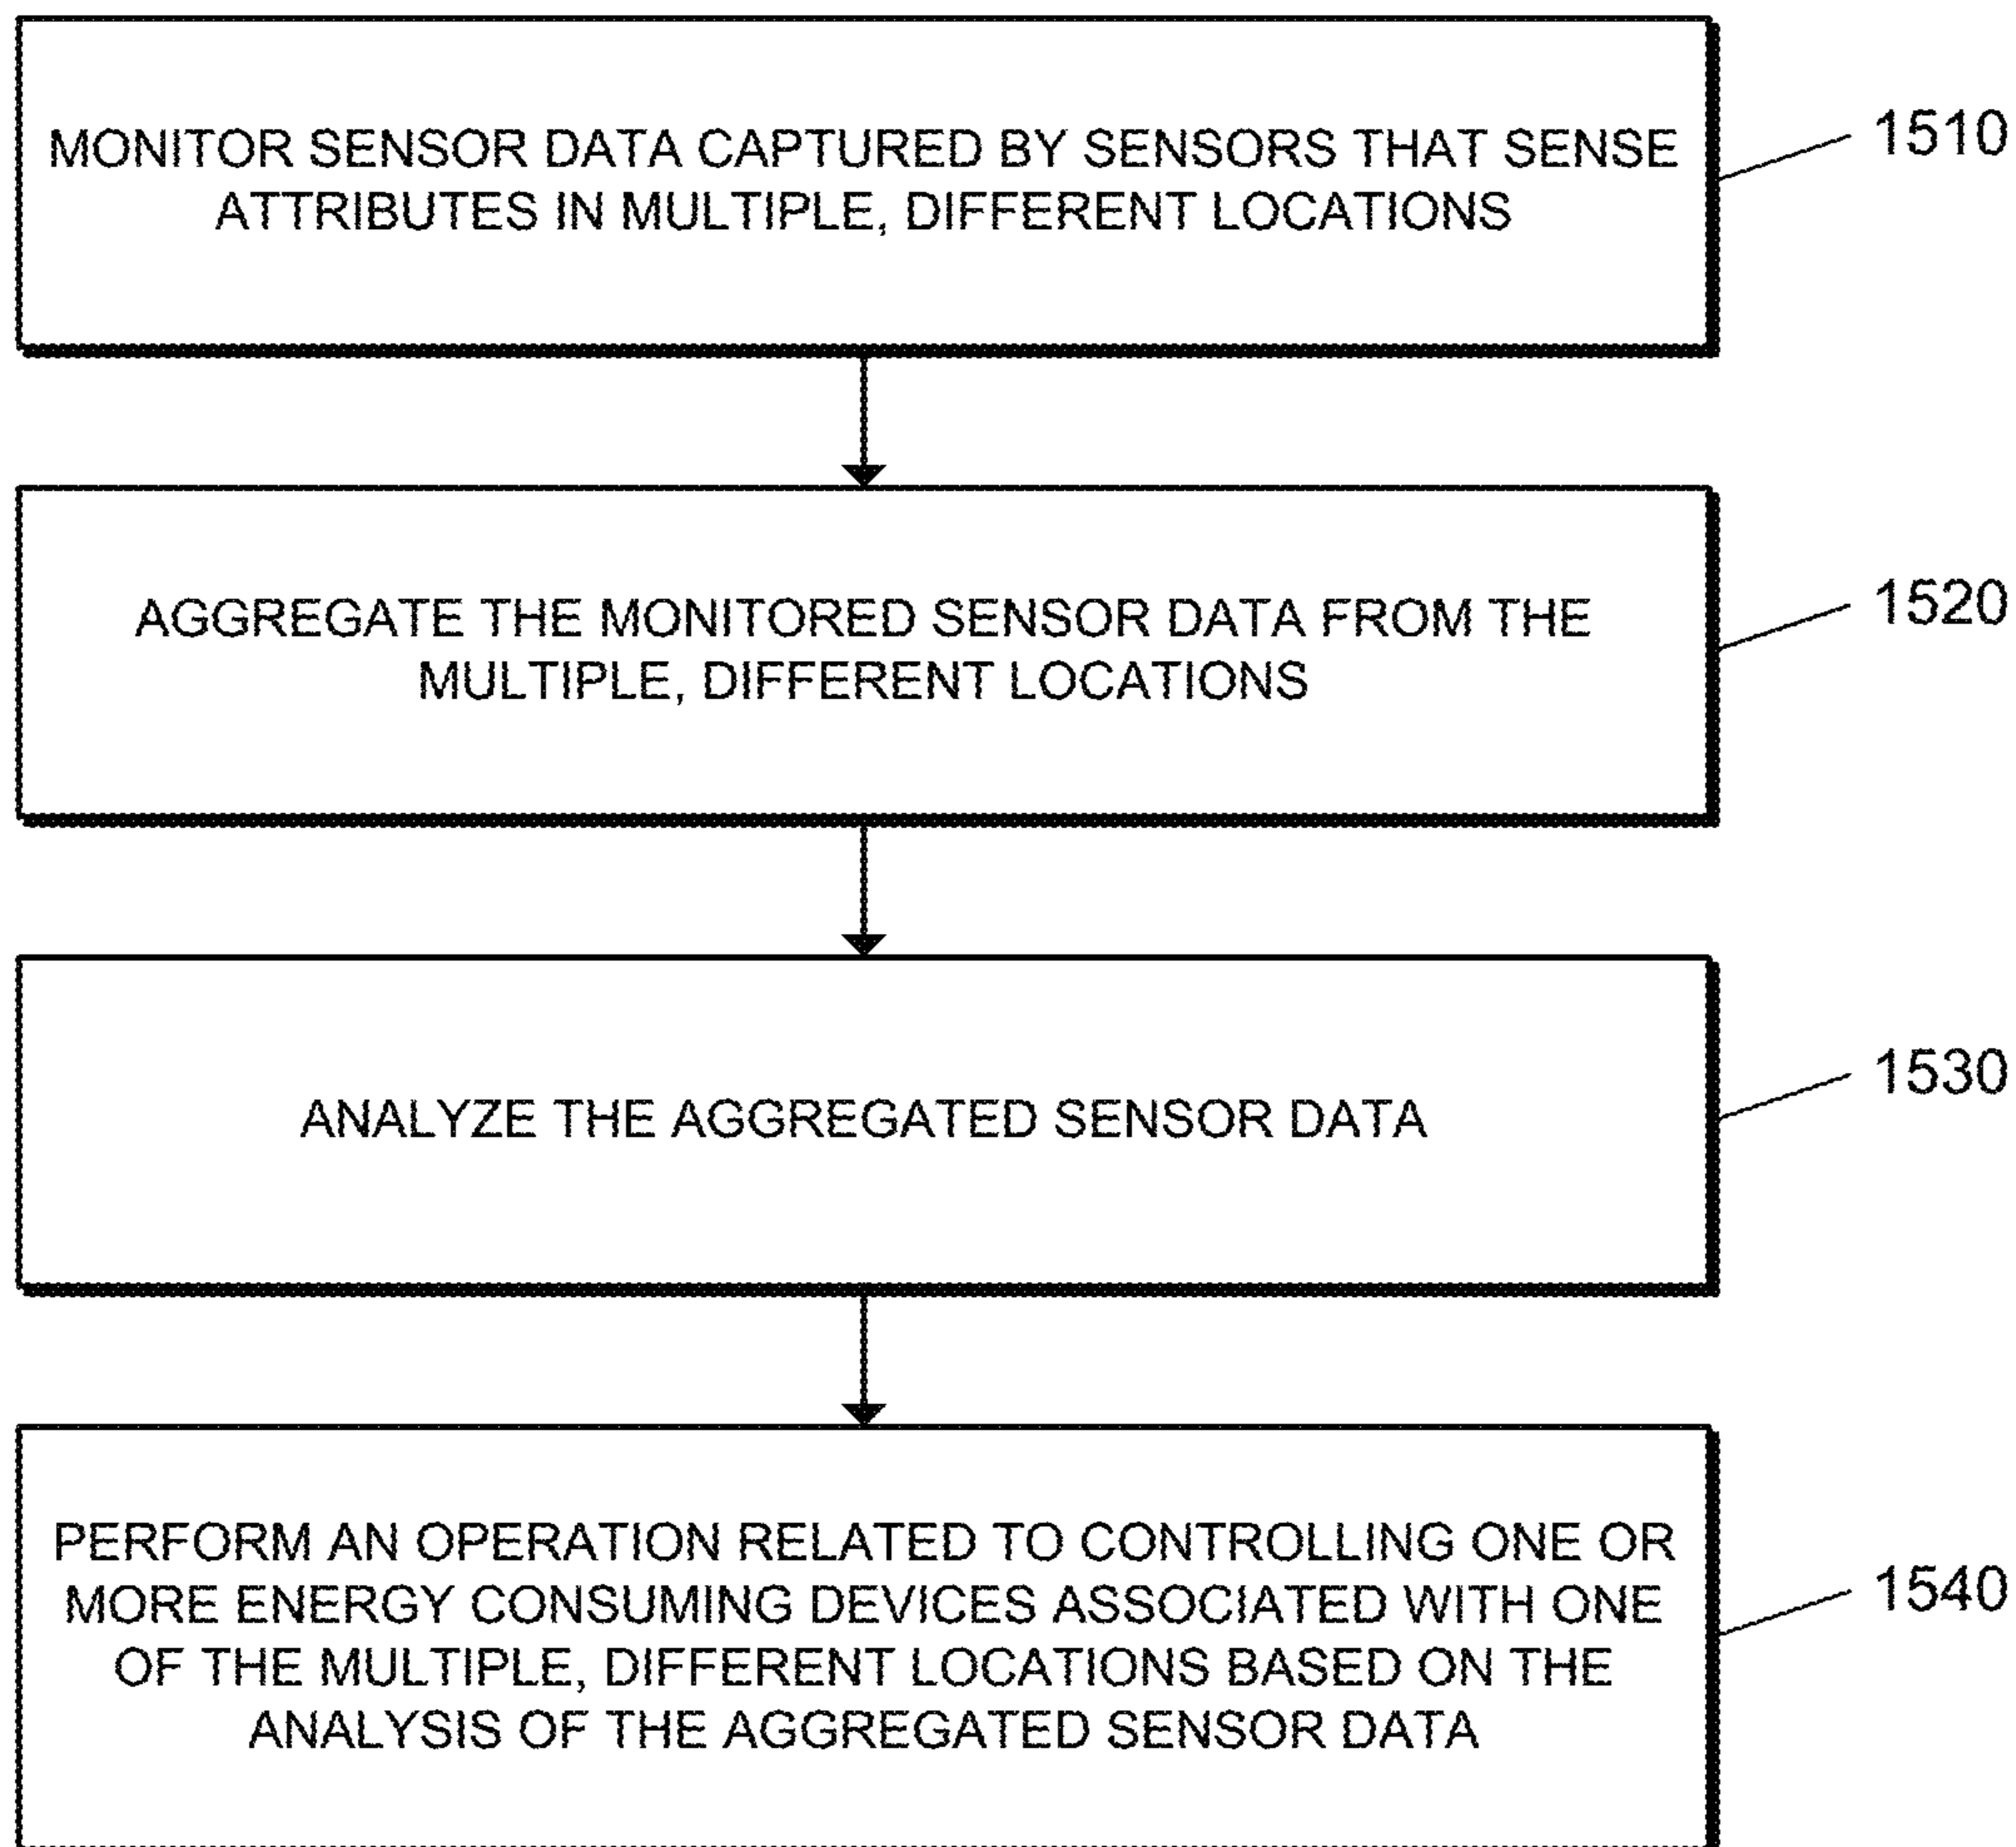 MONITOR SENSOR DATA CAPTURED BY SENSORS THAT SENSE
ATTRIBUTES IN MULTIPLE, DIFFERENT LOCATIONS
1510
AGGREGATE THE MONITORED SENSOR DATA FROM THE
MULTIPLE, DIFFERENT LOCATIONS
1520
ANALYZE THE AGGREGATED SENSOR DATA
1530
PERFORM AN OPERATION RELATED TO CONTROLLING ONE OR
MORE ENERGY CONSUMING DEVICES ASSOCIATED WITH ONE
OF THE MULTIPLE, DIFFERENT LOCATIONS BASED ON THE
ANALYSIS OF THE AGGREGATED SENSOR DATA
1540